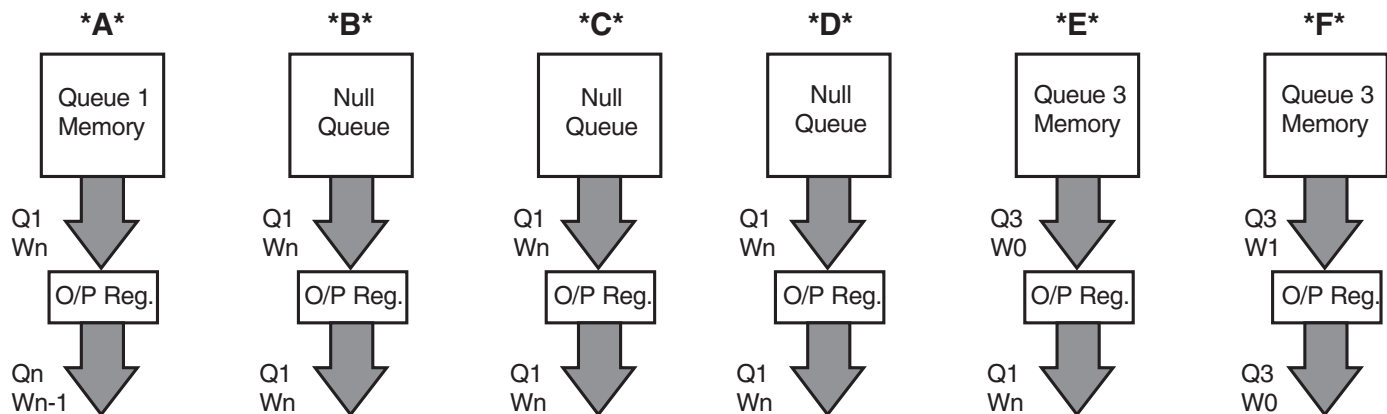 *A* *B* *C* *D* *E* *F*
Queue 1 Null Null Null Queue 3 Queue 3
Memory Queue Queue Queue Memory Memory
Q1 Q1 Q1 Q1 Q3 Q3
Wn Wn Wn Wn W0 W1
O/P Reg. O/P Reg. O/P Reg. O/P Reg. O/P Reg. O/P Reg.
Qn Q1 Q1 Q1 Q1 Q3
Wn-1 Wn Wn Wn Wn W0